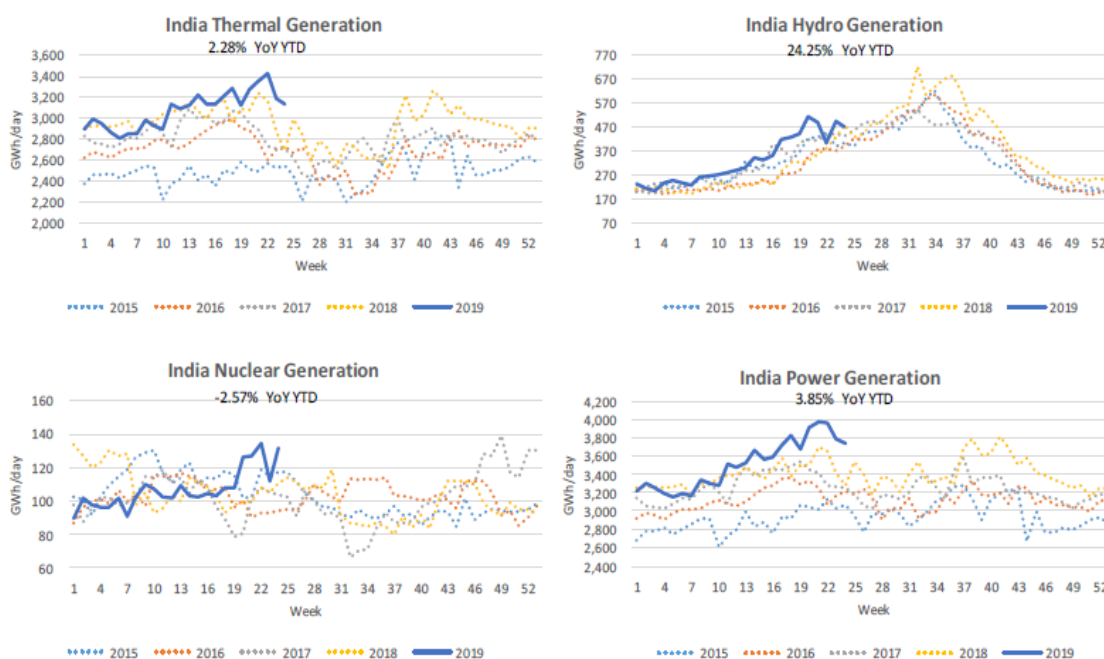 India Thermal Generation
2.28% YoY YTD
GWh/day
3,600
3,400
3,200
3,000
2,800
2,600
2,400
2,200
2,000
1 4 7 10 13 16 19 22 25 28 31 34 37 40 43 46 49 52
Week
2015 2016 2017 2018 2019
India Hydro Generation
24.25% YoY YTD
GWh/day
770
670
570
470
370
270
170
70
1 4 7 10 13 16 19 22 25 28 31 34 37 40 43 46 49 52
Week
2015 2016 2017 2018 2019
India Nuclear Generation
-2.57% YoY YTD
GWh/day
160
140
120
100
80
60
1 4 7 10 13 16 19 22 25 28 31 34 37 40 43 46 49 52
Week
2015 2016 2017 2018 2019
India Power Generation
3.85% YoY YTD
GWh/day
4,200
4,000
3,800
3,600
3,400
3,200
3,000
2,800
2,600
2,400
1 4 7 10 13 16 19 22 25 28 31 34 37 40 43 46 49 52
Week
2015 2016 2017 2018 2019